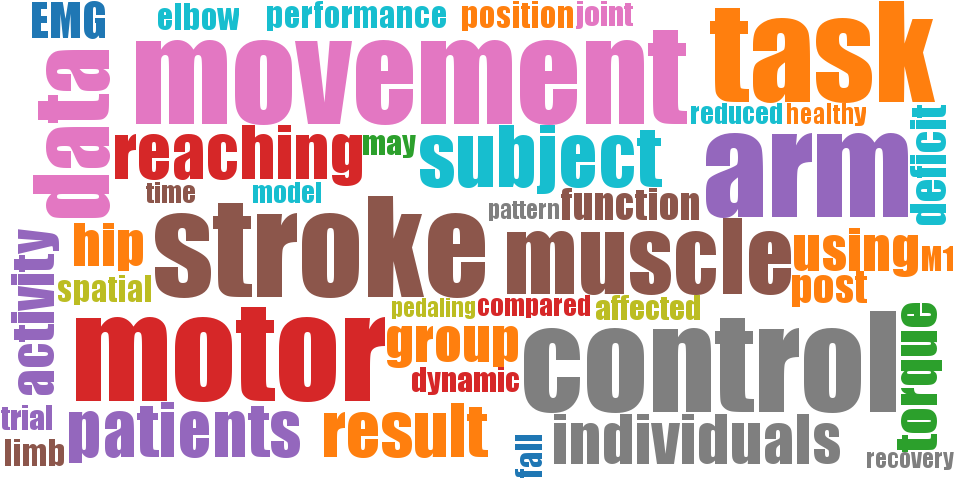 EMG
elbow
performance
position
joint
task
movement
data
reduced
healthy
deficit
reaching
may
subject
arm
time
model
pattern
function
stroke
muscle
hip
using
M1
activity
spatial
post
pedaling
compared
affected
torque
motor
group
control
dynamic
trial
patients
result
individuals
limb
fall
recovery